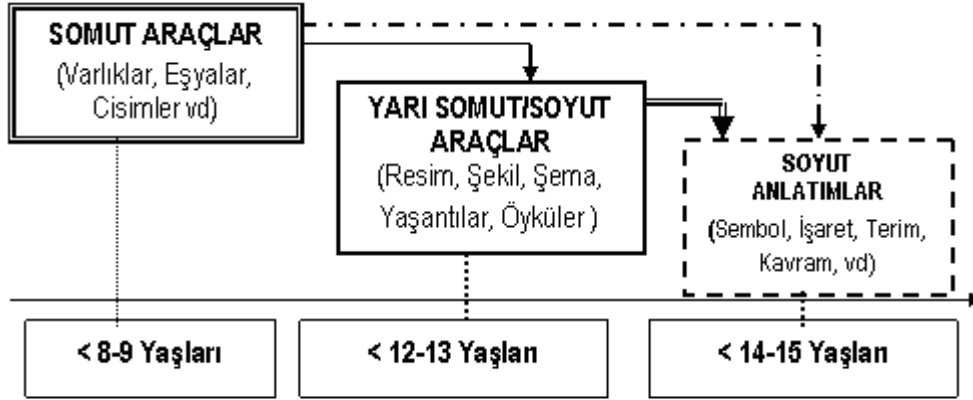 SOMUT ARAÇLAR
(Varlıklar, Eşyalar,
Cisimler vd)
YARI SOMUT/SOYUT
ARAÇLAR
(Resim, Şekil, Şema,
Yaşantılar, Öyküler )
SOYUT
ANLATIMLAR
(Sembol, İşaret, Terim,
Kavram, vd)
< 8-9 Yaşları
< 12-13 Yaşları
< 14-15 Yaşları